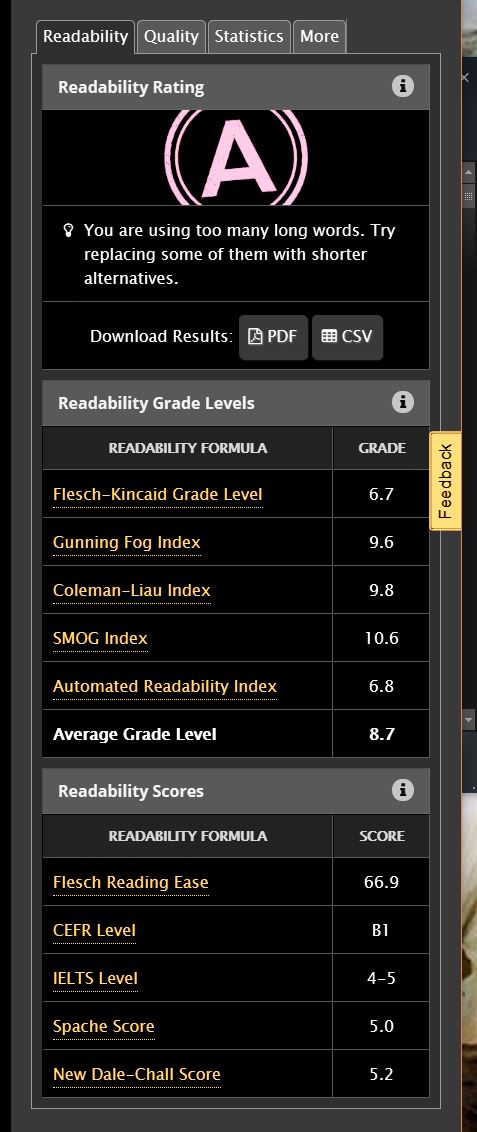 Readability Quality Statistics More
Readability Rating
A
You are using too many long words. Try
replacing some of them with shorter
alternatives.
Download Results: PDF CSV
Readability Grade Levels
READABILITY FORMULA GRADE
Flesch-Kincaid Grade Level 6.7
Gunning Fog Index 9.6
Coleman-Liau Index 9.8
SMOG Index 10.6
Automated Readability Index 6.8
Average Grade Level 8.7
Feedback
Readability Scores
READABILITY FORMULA SCORE
Flesch Reading Ease 66.9
CEFR Level B1
IELTS Level 4-5
Spache Score 5.0
New Dale-Chall Score 5.2